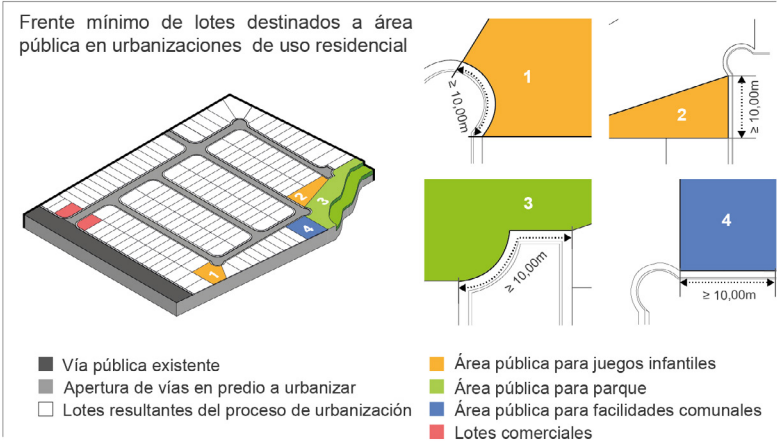 Frente mínimo de lotes destinados a área
pública en urbanizaciones de uso residencial
1
≥ 10,00m
2
≥ 10,00m
3
≥ 10,00m
4
≥ 10,00m
2
3
4
1
Vía pública existente
Apertura de vías en predio a urbanizar
Lotes resultantes del proceso de urbanización
Área pública para juegos infantiles
Área pública para parque
Área pública para facilidades comunales
Lotes comerciales